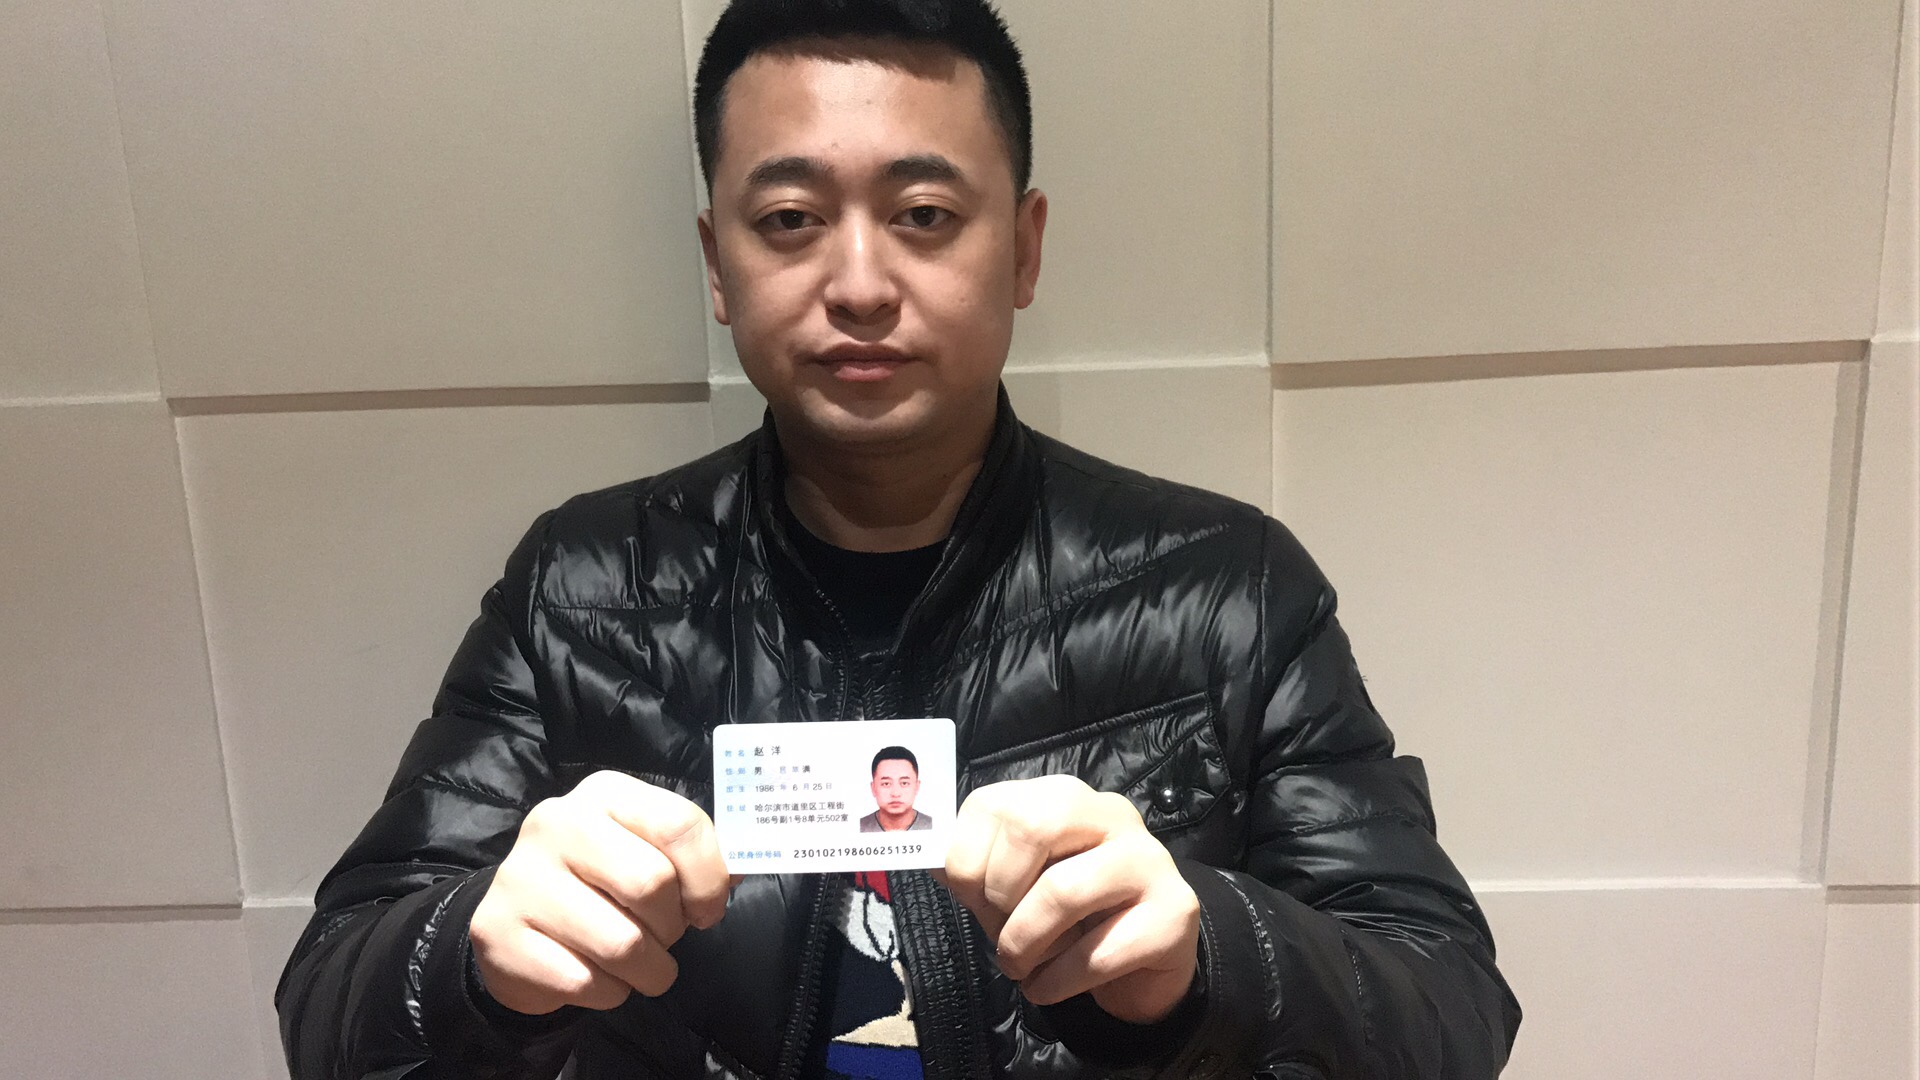 姓名 赵洋
性别 男 民族 满
出生 1986 年 6 月 25 日
住址 哈尔滨市道里区工程街
186号副1号8单元502室
公民身份号码 230102198606251339